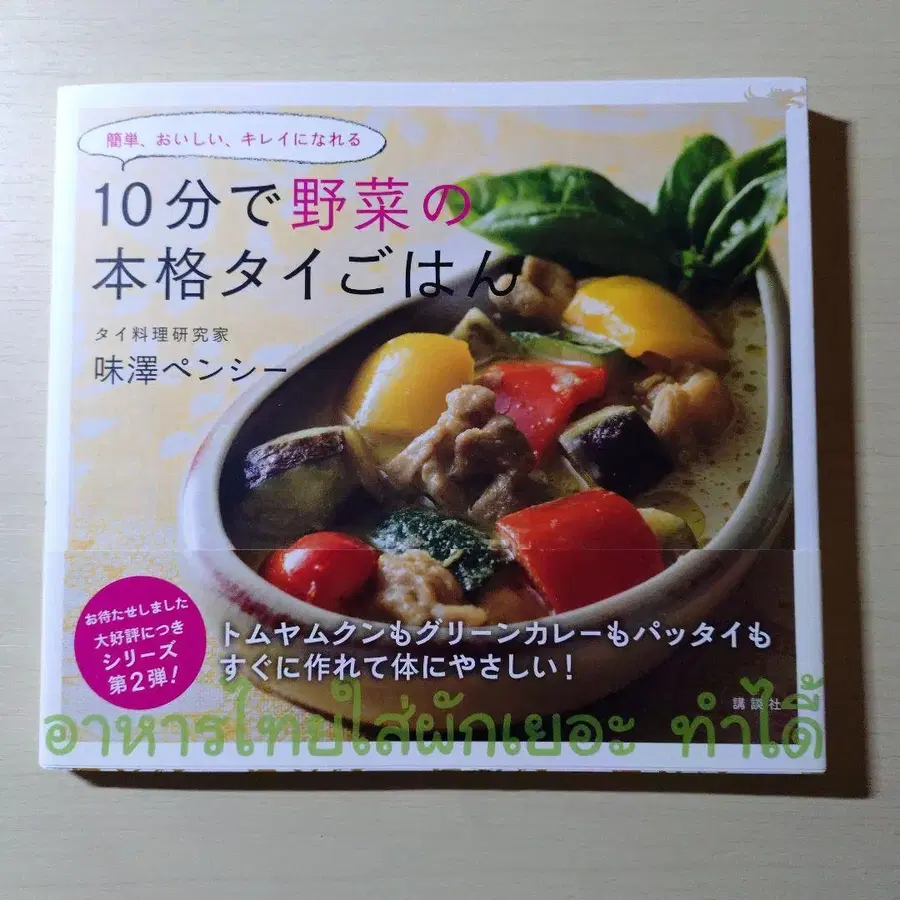 簡単、おいしい、キレイになれる
10分で野菜の
本格タイごはん
タイ料理研究家
味澤ペンシー
お待たせしました
大好評につき
シリーズ
第2弾!
トムヤムクンもグリーンカレーもパッタイも
すぐに作れて体にやさしい!
講談社
อาหารไทยใส่ผักเยอะ ทำได้